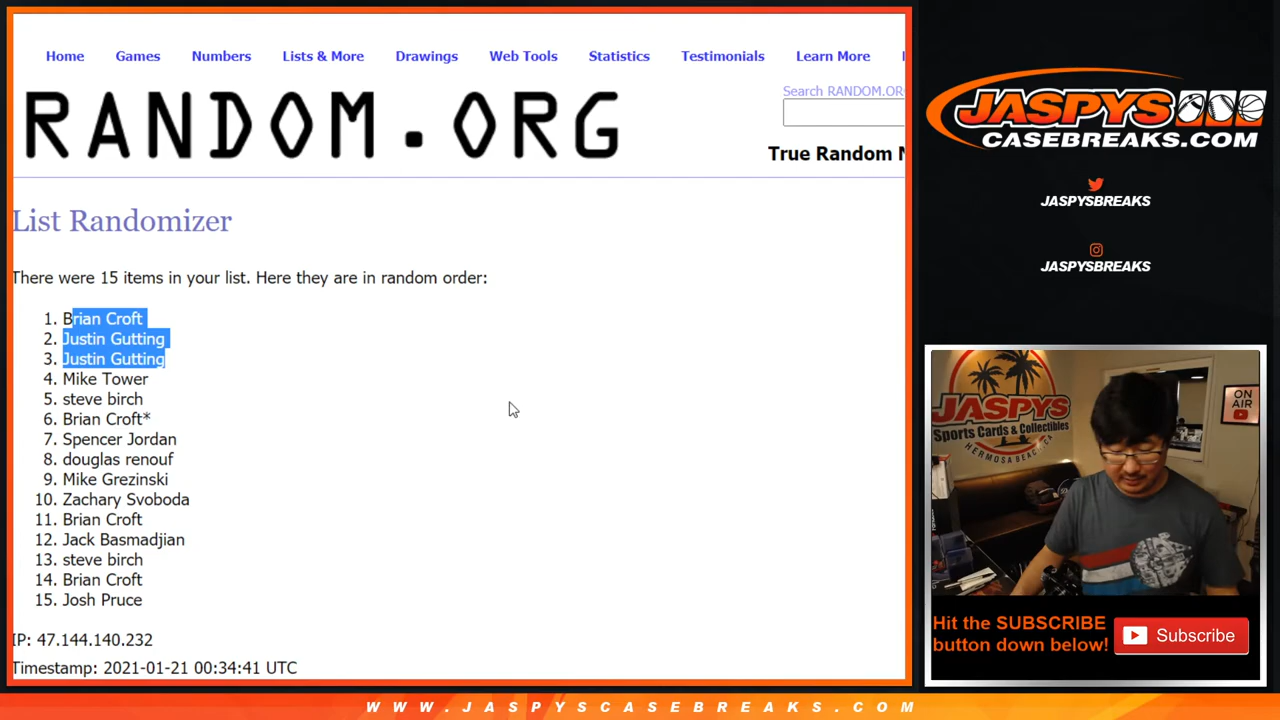 Home Games Numbers Lists & More Drawings Web Tools Statistics Testimonials Learn More
RANDOM.ORG
Search RANDOM.OR
True Random N
List Randomizer
There were 15 items in your list. Here they are in random order:
1. Brian Croft
2. Justin Gutting
3. Justin Gutting
4. Mike Tower
5. steve birch
6. Brian Croft*
7. Spencer Jordan
8. douglas renouf
9. Mike Grezinski
10. Zachary Svoboda
11. Brian Croft
12. Jack Basmadjian
13. steve birch
14. Brian Croft
15. Josh Pruce
IP: 47.144.140.232
Timestamp: 2021-01-21 00:34:41 UTC
JASPYS
CASEBREAKS.COM
JASPYSBREAKS
JASPYSBREAKS
JASPYS
Sports Cards & Collectibles
HERMOSA BEACH, CA
ON
AIR
Hit the SUBSCRIBE
button down below!
Subscribe
WWW.JASPYSCASEBREAKS.COM